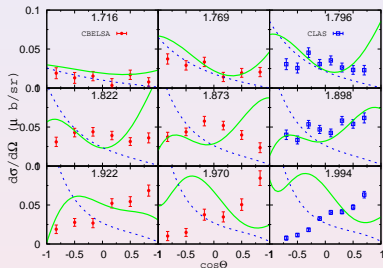 0.1 1.716 1.769 1.796
CBELSA CLAS
0.05
0 1.822 1.873 1.898
0.05
0 1.922 1.970 1.994
0.05
0
-1 -0.5 0 0.5 -1 -0.5 0 0.5 -1 -0.5 0 0.5 1
cosΘ
dσ/dΩ (μ b/sr)